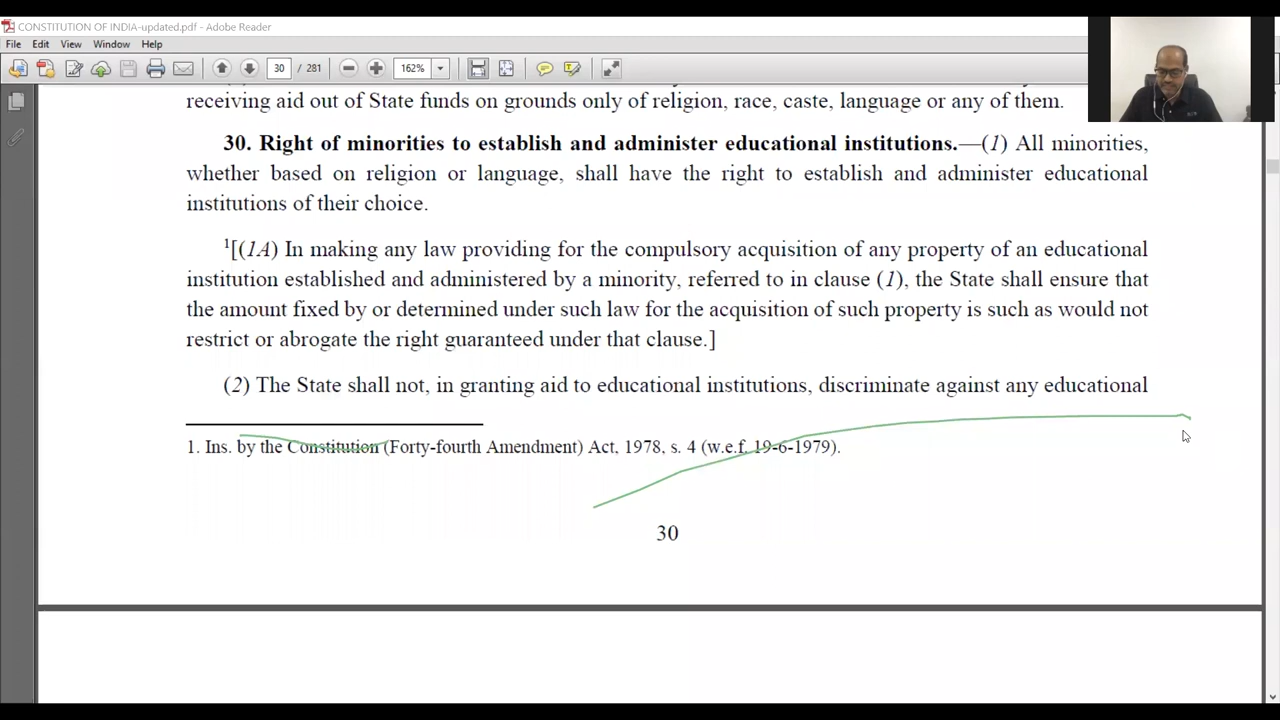 CONSTITUTION OF INDIA-updated.pdf - Adobe Reader
File Edit View Window Help
30 / 281 162%
receiving aid out of State funds on grounds only of religion, race, caste, language or any of them.
30. Right of minorities to establish and administer educational institutions.—(1) All minorities,
whether based on religion or language, shall have the right to establish and administer educational
institutions of their choice.
1[(1A) In making any law providing for the compulsory acquisition of any property of an educational
institution established and administered by a minority, referred to in clause (1), the State shall ensure that
the amount fixed by or determined under such law for the acquisition of such property is such as would not
restrict or abrogate the right guaranteed under that clause.]
(2) The State shall not, in granting aid to educational institutions, discriminate against any educational
1. Ins. by the Constitution (Forty-fourth Amendment) Act, 1978, s. 4 (w.e.f. 19-6-1979).
30